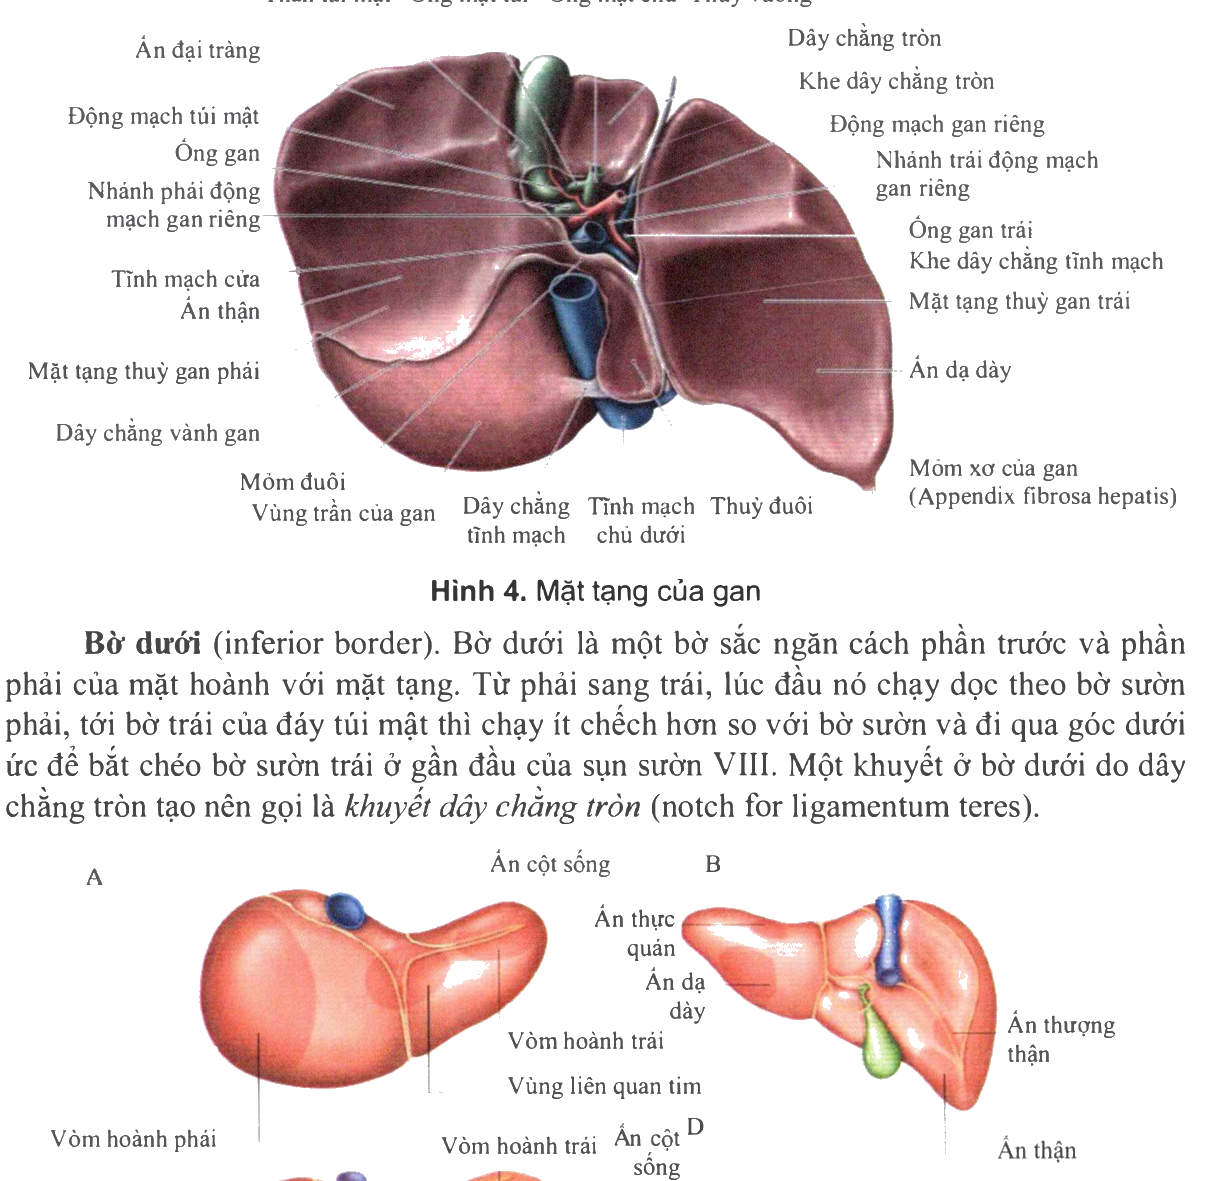 Ấn đại tràng
Động mạch túi mật
Ống gan
Nhánh phải động
mạch gan riêng
Tĩnh mạch cửa
Ấn thận
Mặt tạng thuỳ gan phải
Dây chằng vành gan
Mỏm đuôi
Vùng trần của gan
Dây chằng
tĩnh mạch
Tĩnh mạch
chủ dưới
Thuỳ đuôi
Dây chằng tròn
Khe dây chằng tròn
Động mạch gan riêng
Nhánh trái động mạch
gan riêng
Ống gan trái
Khe dây chằng tĩnh mạch
Mặt tạng thuỳ gan trái
Ấn dạ dày
Mỏm xơ của gan
(Appendix fibrosa hepatis)
Hình 4. Mặt tạng của gan
Bờ dưới (inferior border). Bờ dưới là một bờ sắc ngăn cách phần trước và phần
phải của mặt hoành với mặt tạng. Từ phải sang trái, lúc đầu nó chạy dọc theo bờ sườn
phải, tới bờ trái của đáy túi mật thì chạy ít chếch hơn so với bờ sườn và đi qua góc dưới
ức để bắt chéo bờ sườn trái ở gần đầu của sụn sườn VIII. Một khuyết ở bờ dưới do dây
chằng tròn tạo nên gọi là khuyết dây chằng tròn (notch for ligamentum teres).
A
Ấn cột sống
Vòm hoành trái
Vùng liên quan tim
Vòm hoành phải
B
Ấn thực
quản
Ấn dạ
dày
Ấn thượng
thận
Ấn thận
Vòm hoành trái
Ấn cột
sống
D